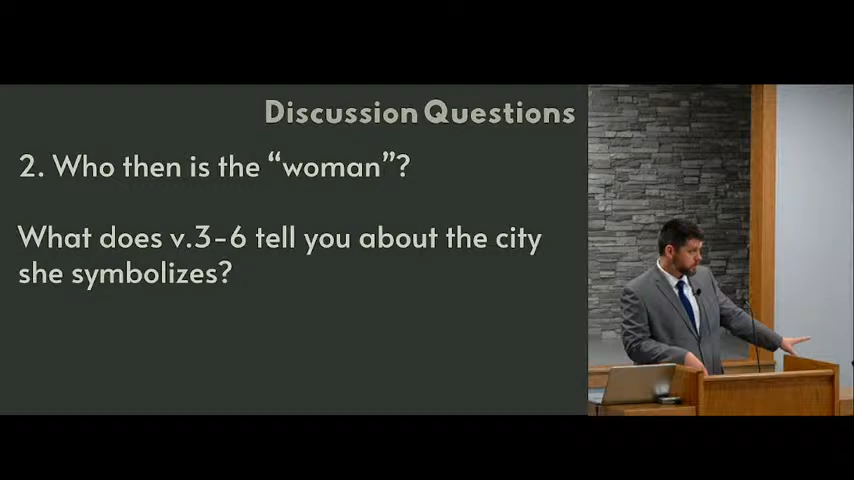 Discussion Questions
2. Who then is the “woman”?
What does v.3-6 tell you about the city
she symbolizes?